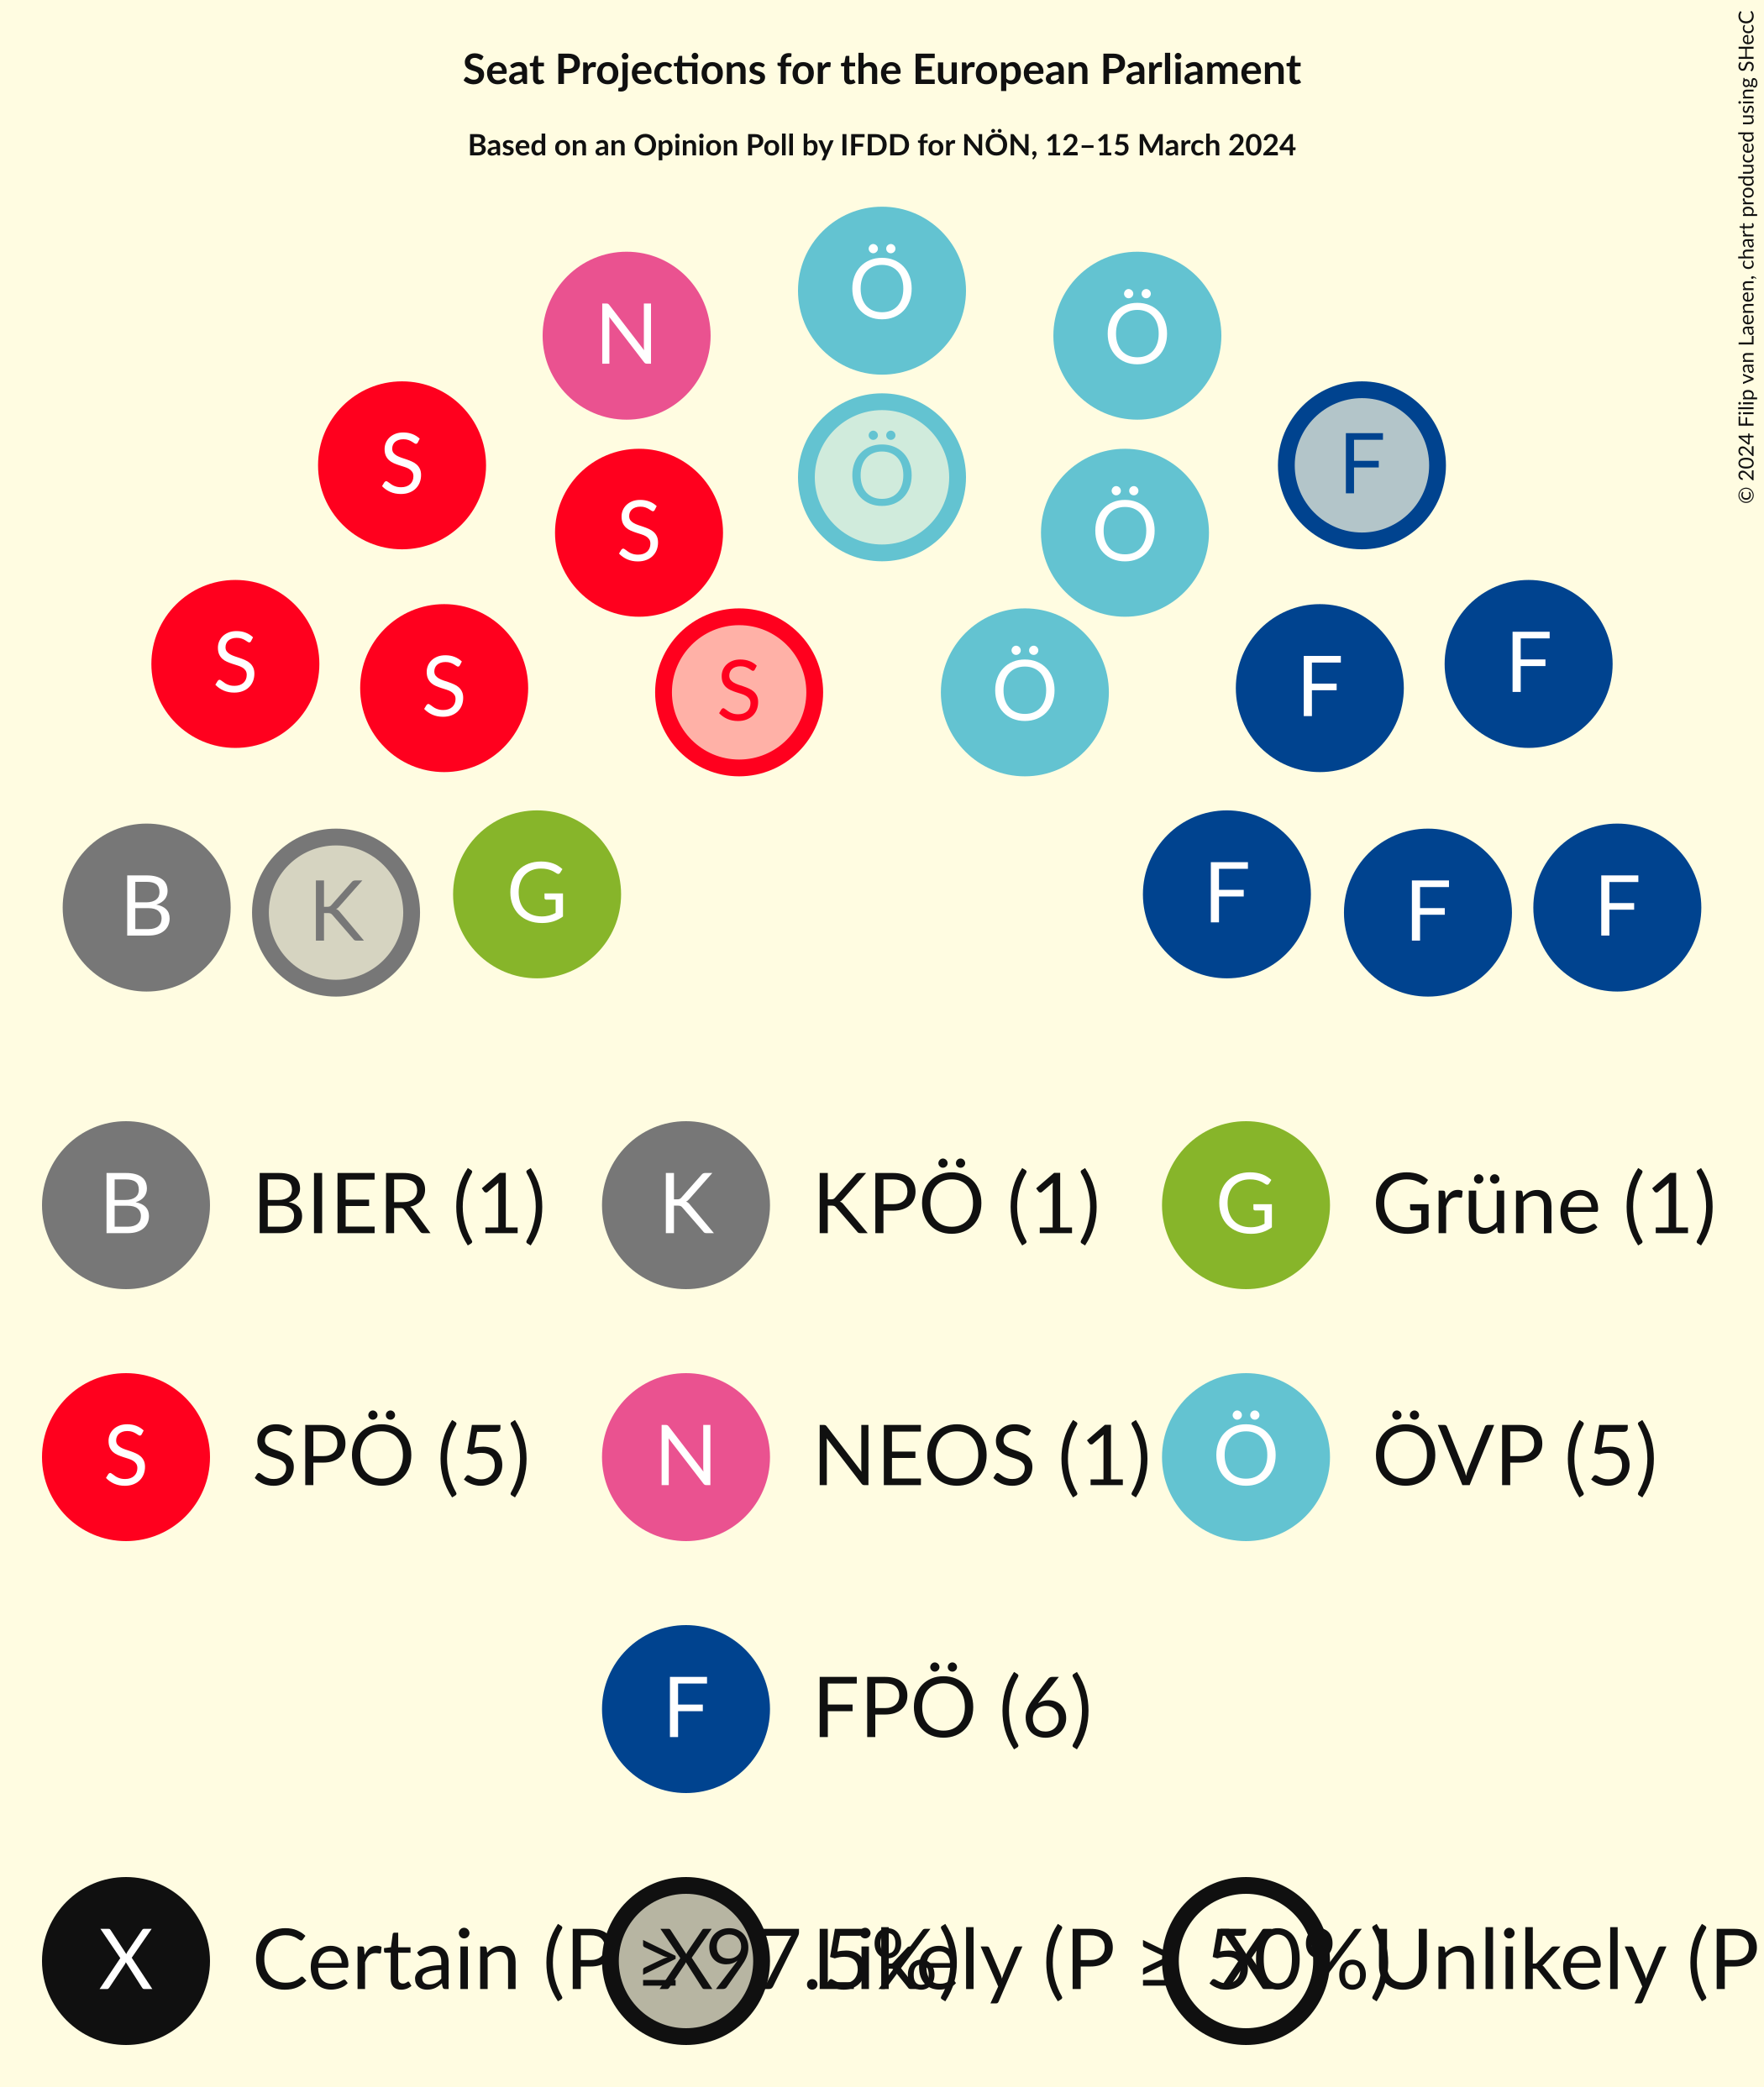 Seat Projections for the European Parliament
Based on an Opinion Poll by IFDD for NÖN, 12–15 March 2024
© 2024 Filip van Laenen, chart produced using SHecC
Ö
N Ö
Ö
S F
S Ö
S F
S F
S Ö
B K G F F F
B BIER (1) K KPÖ (1) G Grüne (1)
S SPÖ (5) N NEOS (1) Ö ÖVP (5)
F FPÖ (6)
X Certain (P ≥ 97.5%) X Likely (P ≥ 50%) X Unlikely (P